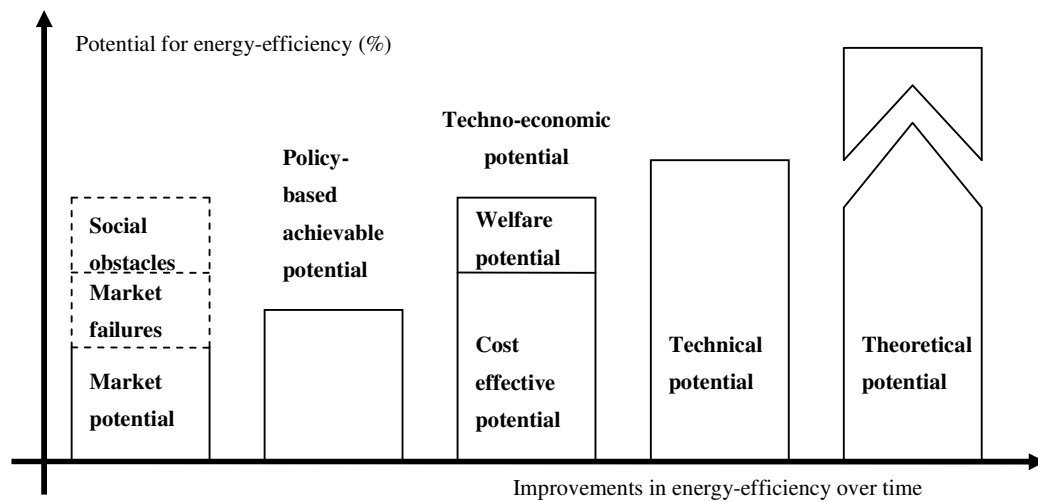 Potential for energy-efficiency (%)
Social
obstacles
Market
failures
Market
potential
Policy-
based
achievable
potential
Techno-economic
potential
Welfare
potential
Cost
effective
potential
Technical
potential
Theoretical
potential
Improvements in energy-efficiency over time